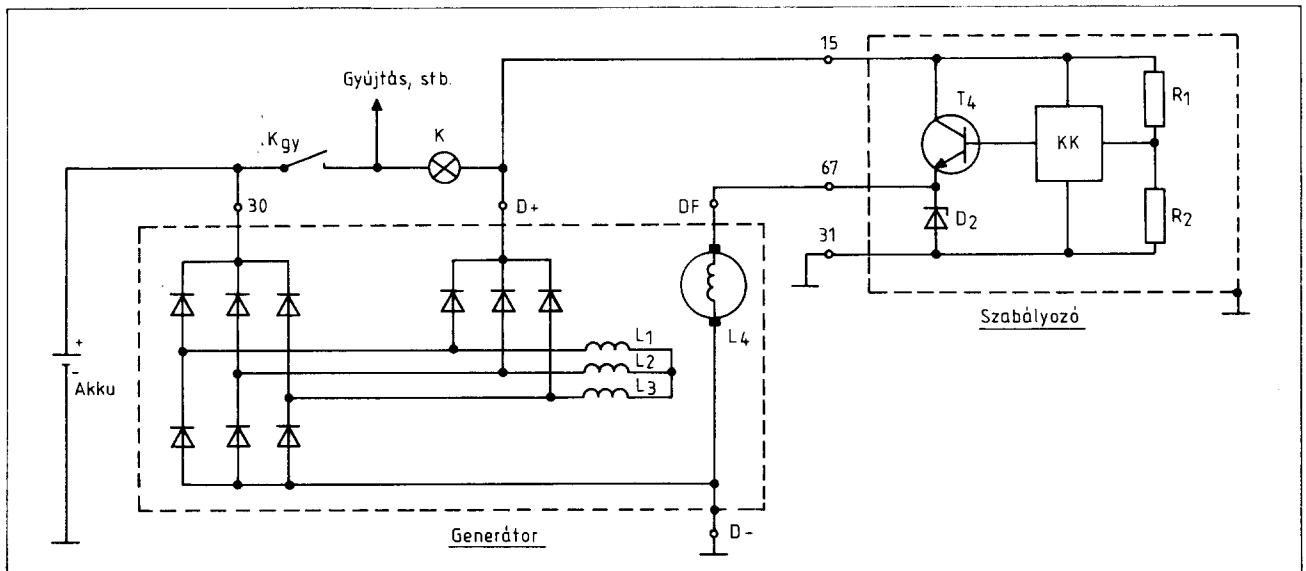 15
Gyújtás, stb.
T4
R1
Kgy
K
KK
67
30
D+
DF
D2
R2
31
Szabályozó
L1
L4
L2
+
-
Akku
L3
Generátor
D-